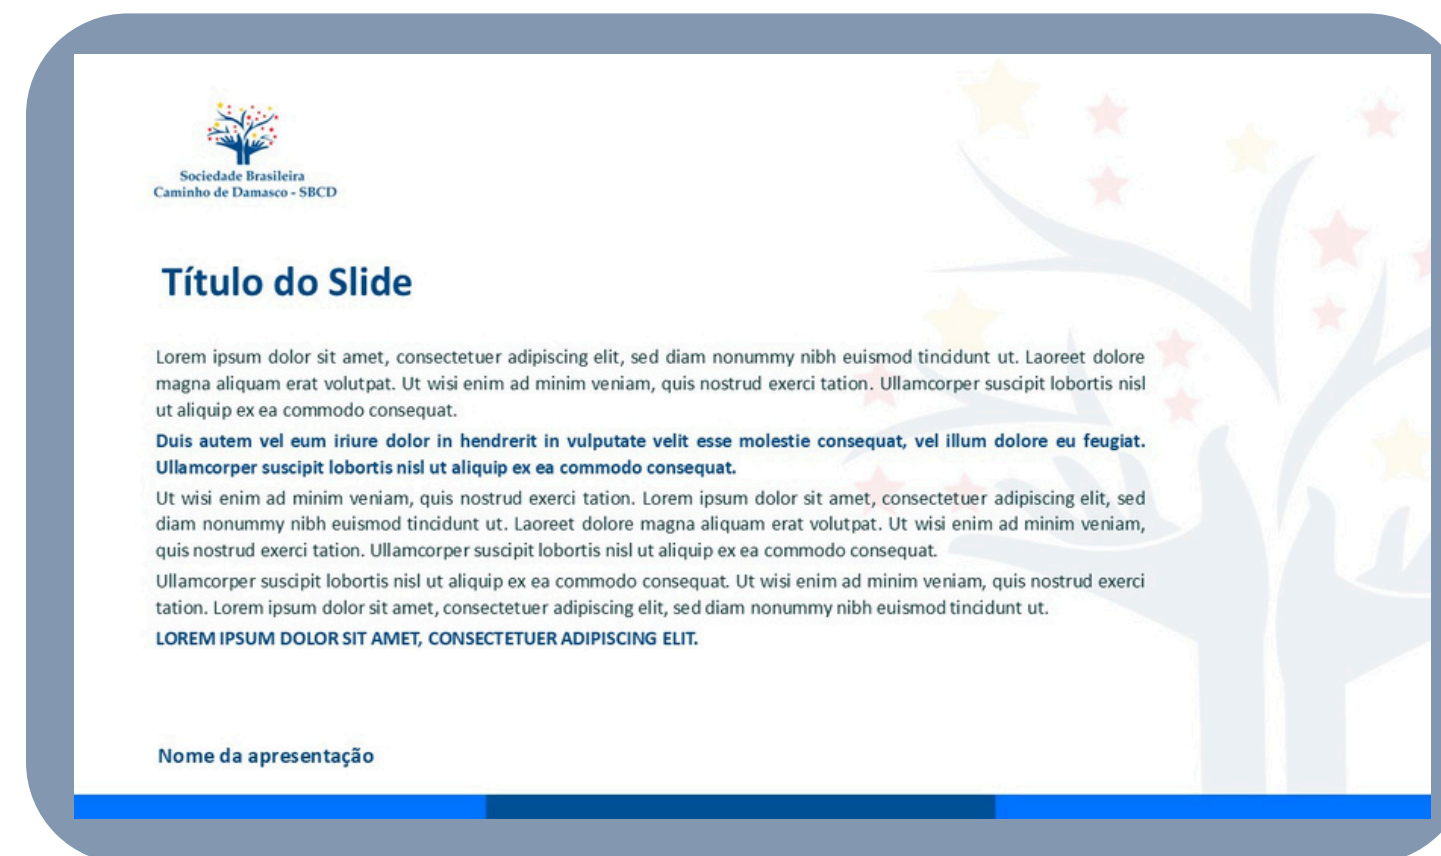 Sociedade Brasileira
Caminho de Damasco - SBCD
Título do Slide
Lorem ipsum dolor sit amet, consectetuer adipiscing elit, sed diam nonummy nibh euismod tincidunt ut. Laoreet dolore
magna aliquam erat volutpat. Ut wisi enim ad minim veniam, quis nostrud exerci tation. Ullamcorper suscipit lobortis nisl
ut aliquip ex ea commodo consequat.
Duis autem vel eum iriure dolor in hendrerit in vulputate velit esse molestie consequat, vel illum dolore eu feugiat.
Ullamcorper suscipit lobortis nisl ut aliquip ex ea commodo consequat.
Ut wisi enim ad minim veniam, quis nostrud exerci tation. Lorem ipsum dolor sit amet, consectetuer adipiscing elit, sed
diam nonummy nibh euismod tincidunt ut. Laoreet dolore magna aliquam erat volutpat. Ut wisi enim ad minim veniam,
quis nostrud exerci tation. Ullamcorper suscipit lobortis nisl ut aliquip ex ea commodo consequat.
Ullamcorper suscipit lobortis nisl ut aliquip ex ea commodo consequat. Ut wisi enim ad minim veniam, quis nostrud exerci
tation. Lorem ipsum dolor sit amet, consectetuer adipiscing elit, sed diam nonummy nibh euismod tincidunt ut.
LOREM IPSUM DOLOR SIT AMET, CONSECTETUER ADIPISCING ELIT.
Nome da apresentação